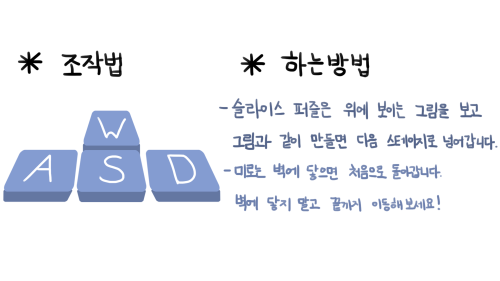 * 조작법
W
A S D
* 하는방법
- 슬라이스 퍼즐은 위에 보이는 그림을 보고
그림과 같이 만들면 다음 스테이지로 넘어갑니다.
- 미로는 벽에 닿으면 처음으로 돌아갑니다.
벽에 닿지 말고 끝까지 이동해보세요!